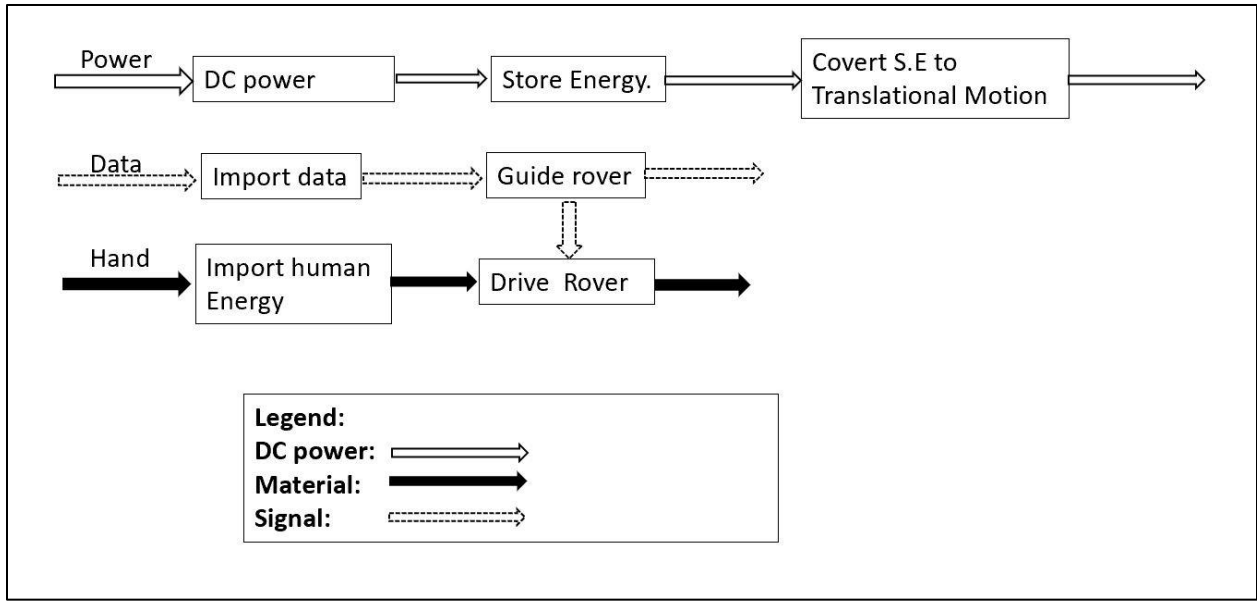 Power
DC power
Store Energy.
Covert S.E to
Translational Motion
Data
Import data
Guide rover
Hand
Import human
Energy
Drive Rover
Legend:
DC power:
Material:
Signal: